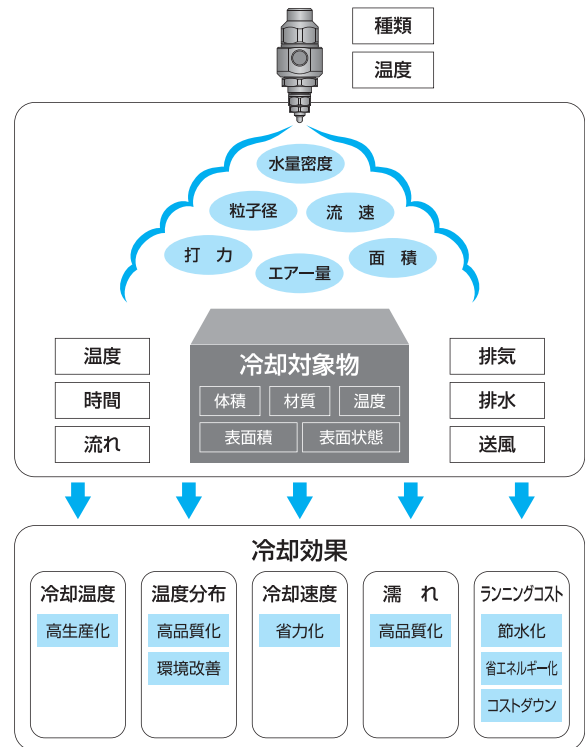 種類
温度
水量密度
粒子径
流速
打 力
エアー量
面 積
温度
時間
流れ
冷却対象物
体積
材質
温度
表面積
表面状態
排気
排水
送風
冷却効果
冷却温度
高生産化
温度分布
高品質化
環境改善
冷却速度
省力化
濡 れ
高品質化
ランニングコスト
節水化
省エネルギー化
コストダウン